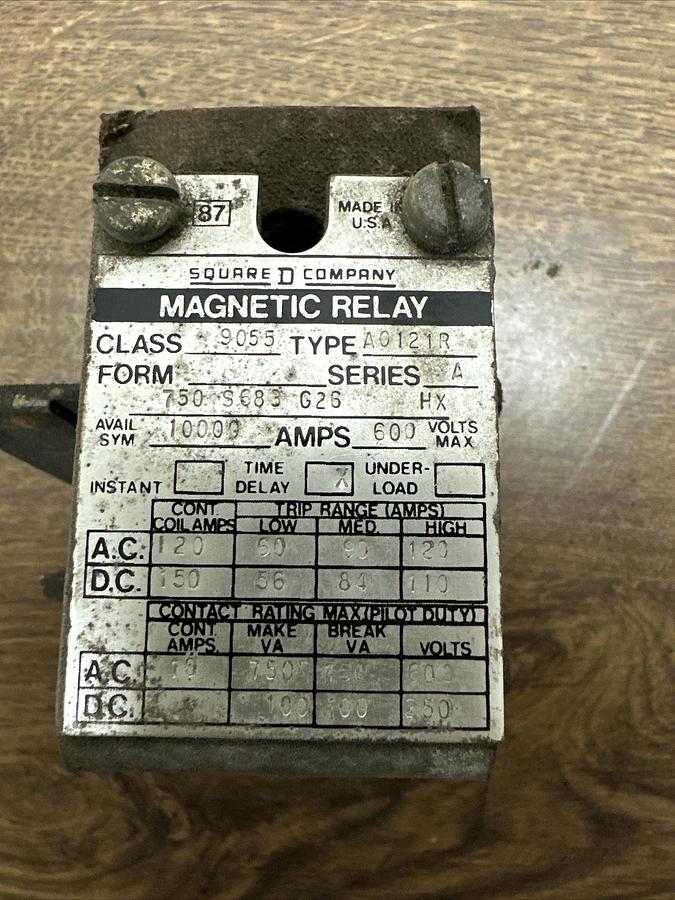 87 MADE IN U.S.A.
SQUARE D COMPANY
MAGNETIC RELAY
CLASS 9055 TYPE AO121R
FORM SERIES A
750 S683 G26 HX
AVAIL SYM 10000 AMPS 600 VOLTS MAX
INSTANT TIME DELAY X UNDER-LOAD
CONT. COIL AMPS TRIP RANGE (AMPS)
LOW MED. HIGH
A.C. 120 60 90 120
D.C. 150 56 84 110
CONTACT RATING MAX (PILOT DUTY)
CONT. AMPS. MAKE VA BREAK VA VOLTS
A.C. 10 7500 600
D.C. 100 100 250